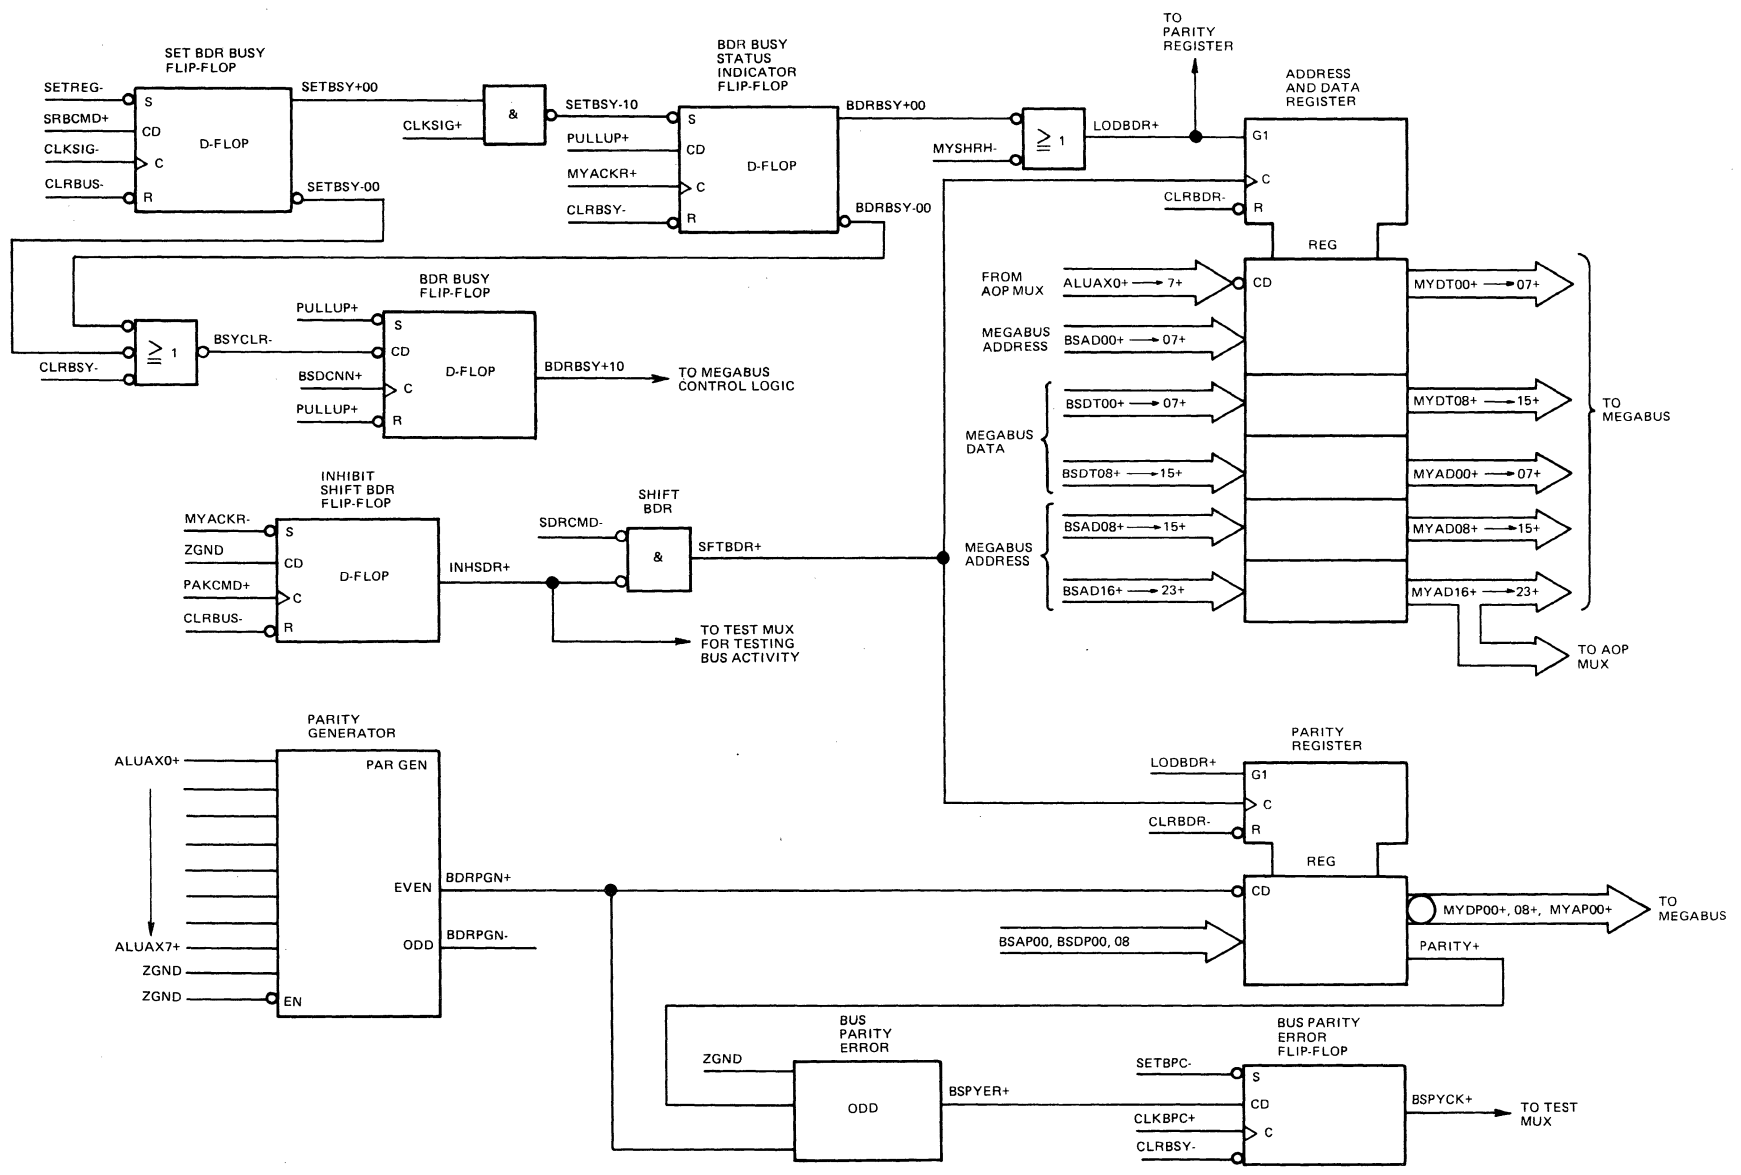 SET BDR BUSY
FLIP-FLOP
SETREG-
SRBCMD+
CLKSIG-
CLRBUS-
S
CD
D-FLOP
C
R
SETBSY+00
SETBSY-00
CLKSIG+
&
SETBSY-10
BDR BUSY
STATUS
INDICATOR
FLIP-FLOP
PULLUP+
MYACKR+
CLRBSY-
S
CD
D-FLOP
C
R
BDRBSY+00
BDRBSY-00
MYSHRH-
≧ 1
LODBDR+
TO
PARITY
REGISTER
ADDRESS
AND DATA
REGISTER
G1
C
CLRBDR-
R
REG
FROM
AOP MUX
ALUAX0+ → 7+
CD
MYDT00+ → 07+
MEGABUS
ADDRESS
BSAD00+ → 07+
MEGABUS
DATA
BSDT00+ → 07+
MYDT08+ → 15+
BSDT08+ → 15+
MYAD00+ → 07+
MEGABUS
ADDRESS
BSAD08+ → 15+
MYAD08+ → 15+
BSAD16+ → 23+
MYAD16+ → 23+
TO
MEGABUS
TO AOP
MUX
CLRBSY-
≧ 1
BSYCLR-
BDR BUSY
FLIP-FLOP
PULLUP+
BSDCNN+
PULLUP+
S
CD
D-FLOP
C
R
BDRBSY+10
TO MEGABUS
CONTROL LOGIC
INHIBIT
SHIFT BDR
FLIP-FLOP
MYACKR-
ZGND
PAKCMD+
CLRBUS-
S
CD
D-FLOP
C
R
INHSDR+
SDRCMD-
SHIFT
BDR
&
SFTBDR+
TO TEST MUX
FOR TESTING
BUS ACTIVITY
PARITY
GENERATOR
ALUAX0+
ALUAX7+
ZGND
ZGND
PAR GEN
EVEN
ODD
EN
BDRPGN+
BDRPGN-
PARITY
REGISTER
LODBDR+
G1
C
CLRBDR-
R
REG
CD
BSAP00, BSDP00, 08
MYDP00+, 08+, MYAP00+
TO
MEGABUS
PARITY+
BUS
PARITY
ERROR
ZGND
ODD
BSPYER+
BUS PARITY
ERROR
FLIP-FLOP
SETBPC-
S
CD
CLKBPC+
C
CLRBSY-
BSPYCK+
TO TEST
MUX